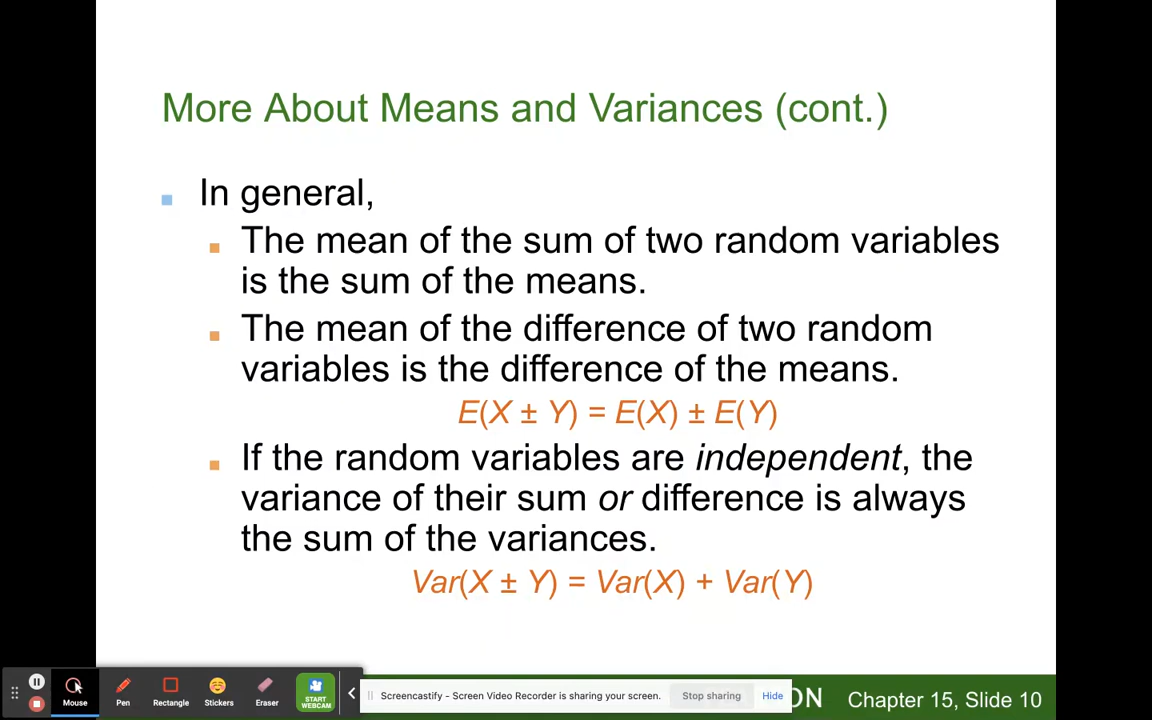 More About Means and Variances (cont.)
In general,
The mean of the sum of two random variables
is the sum of the means.
The mean of the difference of two random
variables is the difference of the means.
E(X ± Y) = E(X) ± E(Y)
If the random variables are independent, the
variance of their sum or difference is always
the sum of the variances.
Var(X ± Y) = Var(X) + Var(Y)
Mouse
Pen
Rectangle
Stickers
Eraser
START
WEBCAM
Screencastify - Screen Video Recorder is sharing your screen.
Stop sharing
Hide
ON
Chapter 15, Slide 10